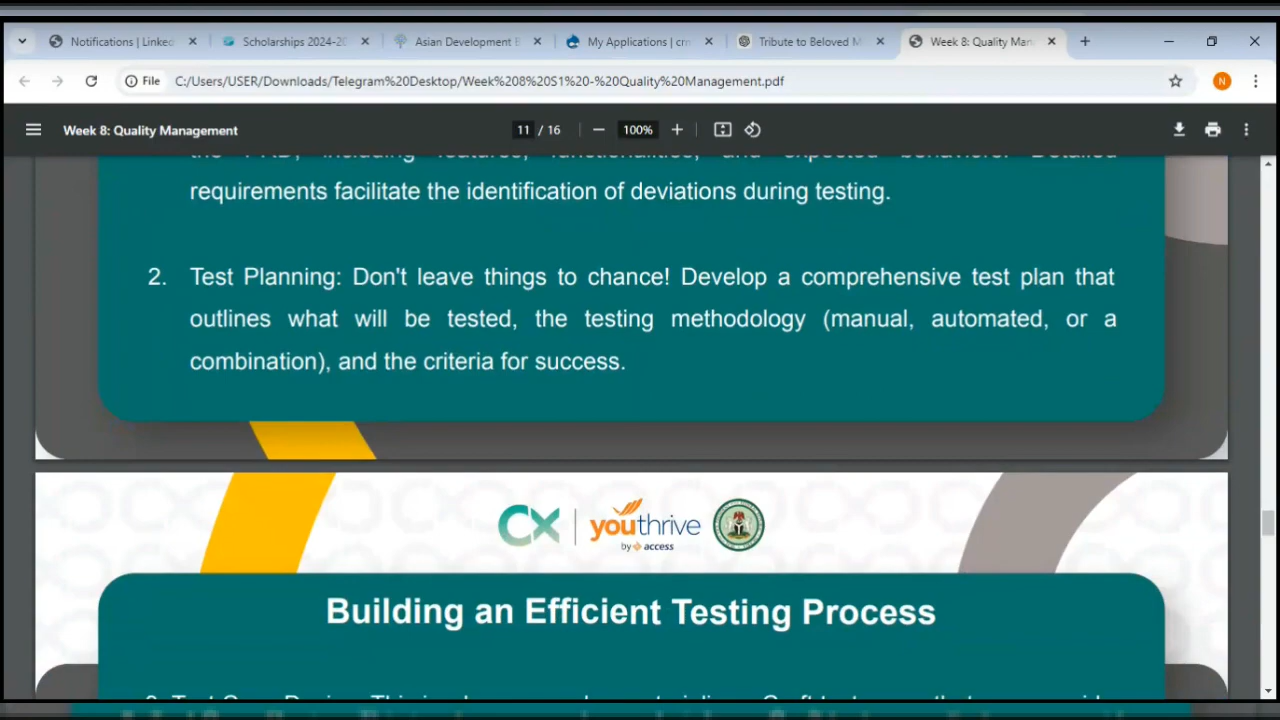 Notifications | Linked
Scholarships 2024-20
Asian Development B
My Applications | crn
Tribute to Beloved M
Week 8: Quality Man
File
C:/Users/USER/Downloads/Telegram%20Desktop/Week%208%20S1%20-%20Quality%20Management.pdf
N
Week 8: Quality Management
11 / 16
100%
requirements facilitate the identification of deviations during testing.
2. Test Planning: Don't leave things to chance! Develop a comprehensive test plan that
outlines what will be tested, the testing methodology (manual, automated, or a
combination), and the criteria for success.
CX
youthrive
by access
Building an Efficient Testing Process